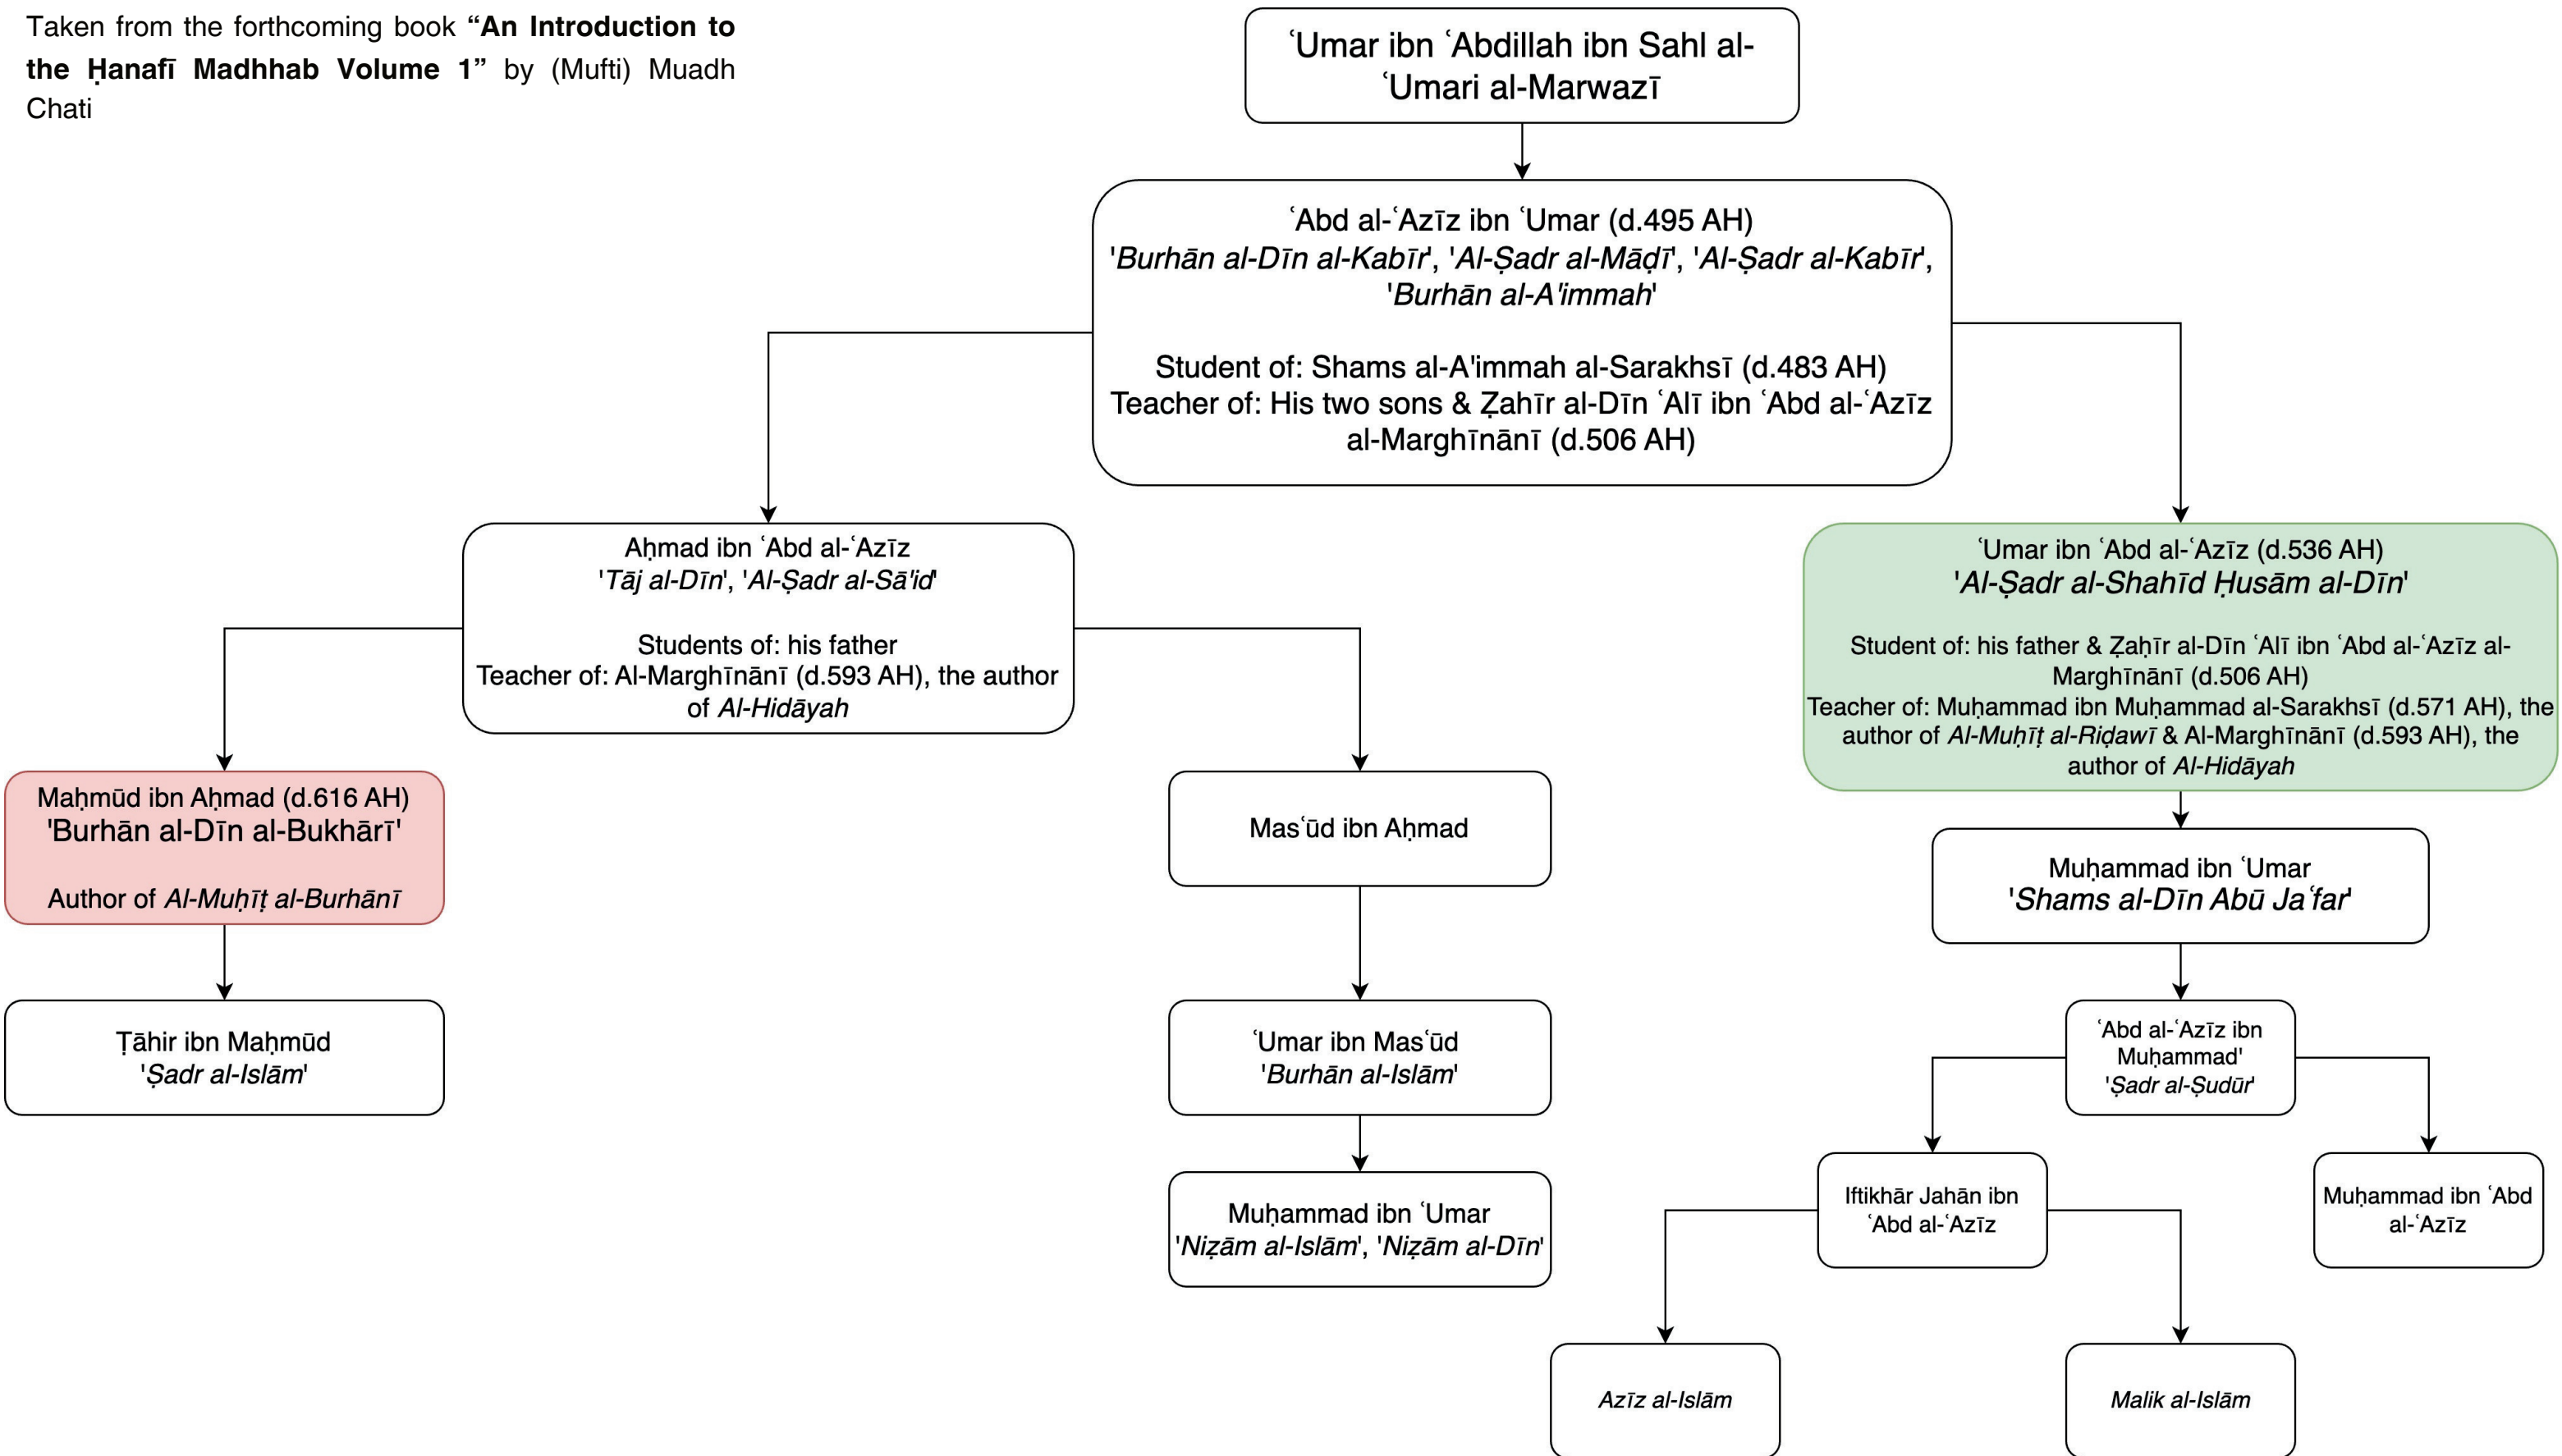 Taken from the forthcoming book “An Introduction to
the Ḥanafī Madhhab Volume 1” by (Mufti) Muadh
Chati
ʿUmar ibn ʿAbdillah ibn Sahl al-
ʿUmari al-Marwazī
ʿAbd al-ʿAzīz ibn ʿUmar (d.495 AH)
'Burhān al-Dīn al-Kabīr', 'Al-Ṣadr al-Māḍī', 'Al-Ṣadr al-Kabīr',
'Burhān al-A'immah'
Student of: Shams al-A'immah al-Sarakhsī (d.483 AH)
Teacher of: His two sons & Ẓahīr al-Dīn ʿAlī ibn ʿAbd al-ʿAzīz
al-Marghīnānī (d.506 AH)
Aḥmad ibn ʿAbd al-ʿAzīz
'Tāj al-Dīn', 'Al-Ṣadr al-Sā'id'
Students of: his father
Teacher of: Al-Marghīnānī (d.593 AH), the author
of Al-Hidāyah
ʿUmar ibn ʿAbd al-ʿAzīz (d.536 AH)
'Al-Ṣadr al-Shahīd Ḥusām al-Dīn'
Student of: his father & Ẓaḥīr al-Dīn ʿAlī ibn ʿAbd al-ʿAzīz al-
Marghīnānī (d.506 AH)
Teacher of: Muḥammad ibn Muḥammad al-Sarakhsī (d.571 AH), the
author of Al-Muḥīṭ al-Riḍawī & Al-Marghīnānī (d.593 AH), the
author of Al-Hidāyah
Maḥmūd ibn Aḥmad (d.616 AH)
'Burhān al-Dīn al-Bukhārī'
Author of Al-Muḥīṭ al-Burhānī
Masʿūd ibn Aḥmad
Muḥammad ibn ʿUmar
'Shams al-Dīn Abū Jaʿfar'
Ṭāhir ibn Maḥmūd
'Ṣadr al-Islām'
ʿUmar ibn Masʿūd
'Burhān al-Islām'
ʿAbd al-ʿAzīz ibn
Muḥammad'
'Ṣadr al-Ṣudūr'
Muḥammad ibn ʿUmar
'Niẓām al-Islām', 'Niẓām al-Dīn'
Iftikhār Jahān ibn
ʿAbd al-ʿAzīz
Muḥammad ibn ʿAbd
al-ʿAzīz
Azīz al-Islām
Malik al-Islām